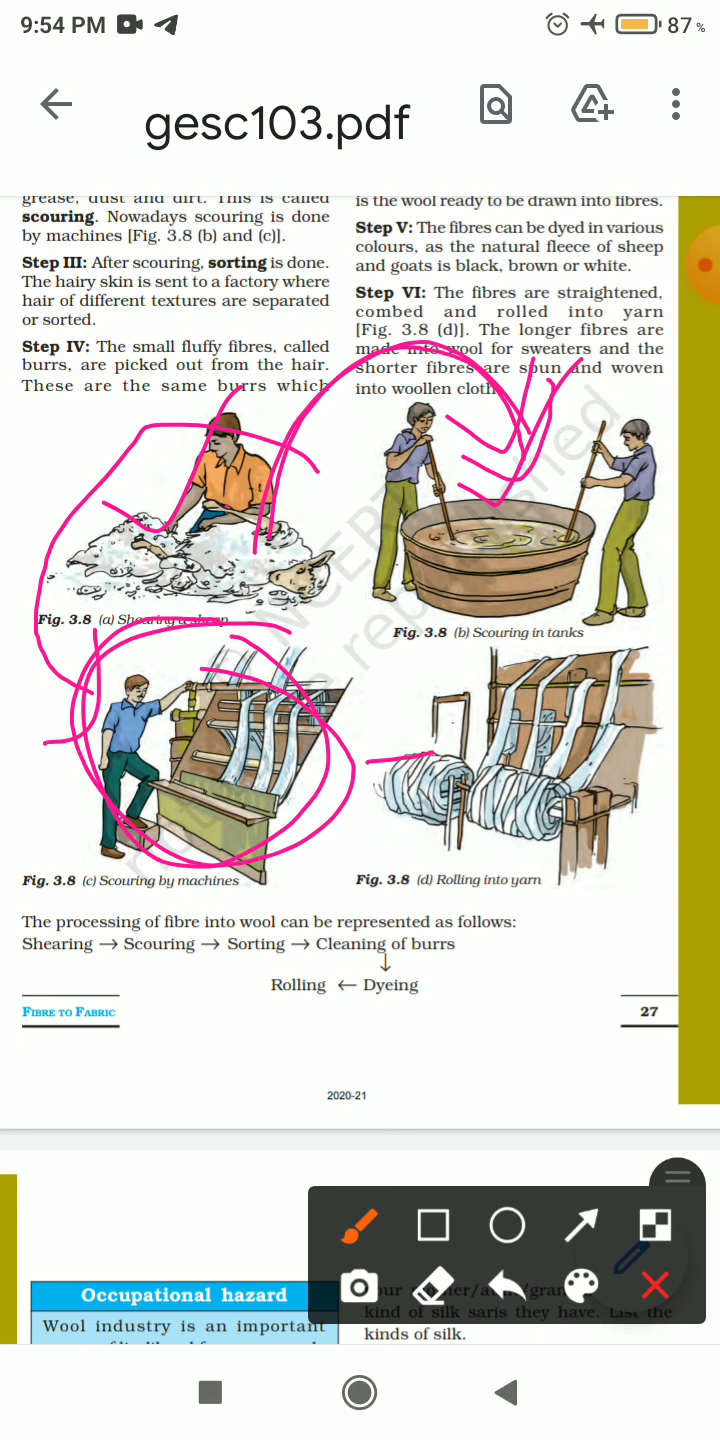 9:54 PM
87%
gesc103.pdf
grease, dust and dirt. This is called
scouring. Nowadays scouring is done
by machines [Fig. 3.8 (b) and (c)].
Step III: After scouring, sorting is done.
The hairy skin is sent to a factory where
hair of different textures are separated
or sorted.
Step IV: The small fluffy fibres, called
burrs, are picked out from the hair.
These are the same burrs which
is the wool ready to be drawn into fibres.
Step V: The fibres can be dyed in various
colours, as the natural fleece of sheep
and goats is black, brown or white.
Step VI: The fibres are straightened,
combed and rolled into yarn
[Fig. 3.8 (d)]. The longer fibres are
made into wool for sweaters and the
shorter fibres are spun and woven
into woollen cloth.
Fig. 3.8 (a) Shearing a sheep
Fig. 3.8 (b) Scouring in tanks
Fig. 3.8 (c) Scouring by machines
Fig. 3.8 (d) Rolling into yarn
The processing of fibre into wool can be represented as follows:
Shearing → Scouring → Sorting → Cleaning of burrs
↓
Rolling ← Dyeing
FIBRE TO FABRIC
27
2020-21
Occupational hazard
Wool industry is an important
kind of silk saris they have. List the
kinds of silk.